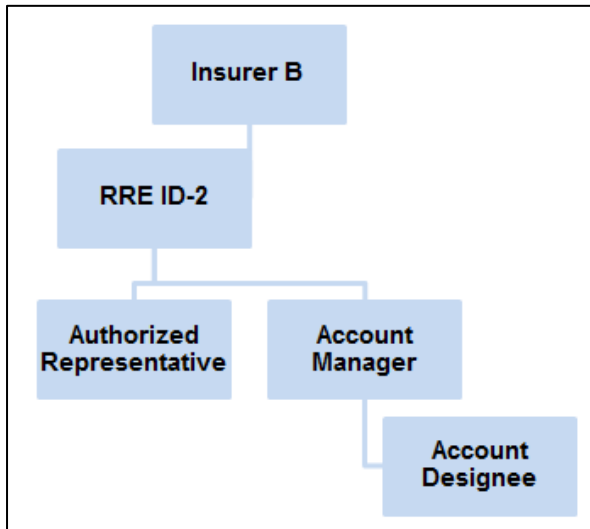 Insurer B
RRE ID-2
Authorized
Representative
Account
Manager
Account
Designee